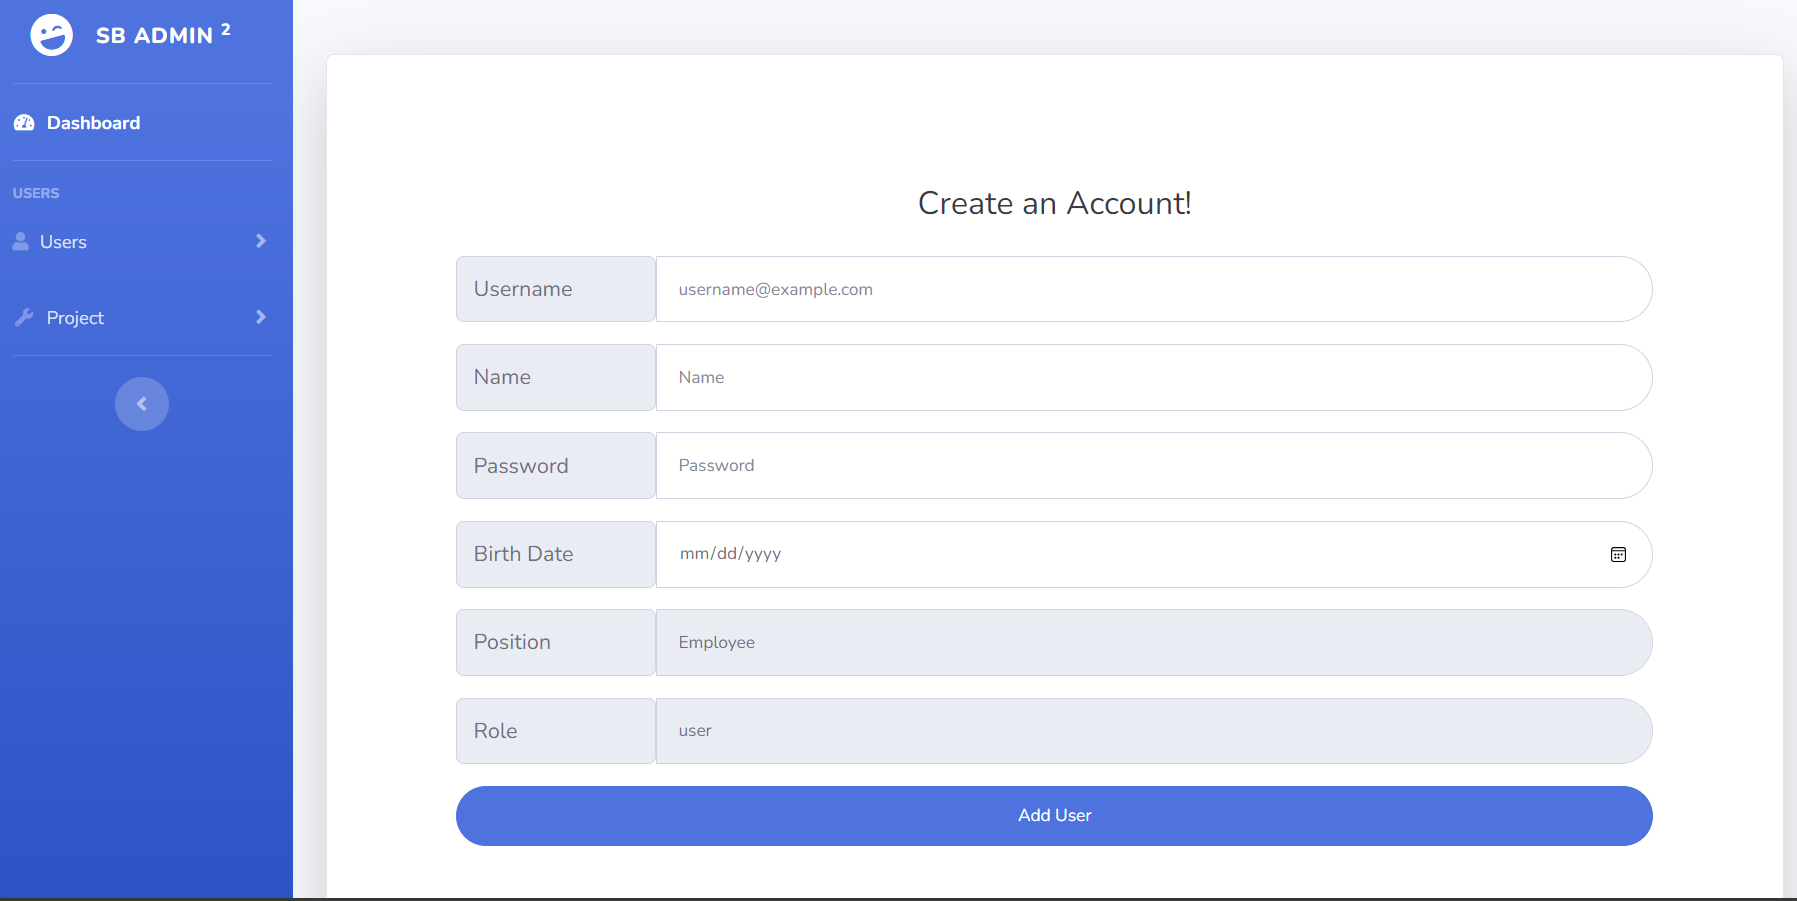 SB ADMIN 2
Dashboard
USERS
Users
Project
Create an Account!
Username username@example.com
Name Name
Password Password
Birth Date mm/dd/yyyy
Position Employee
Role user
Add User